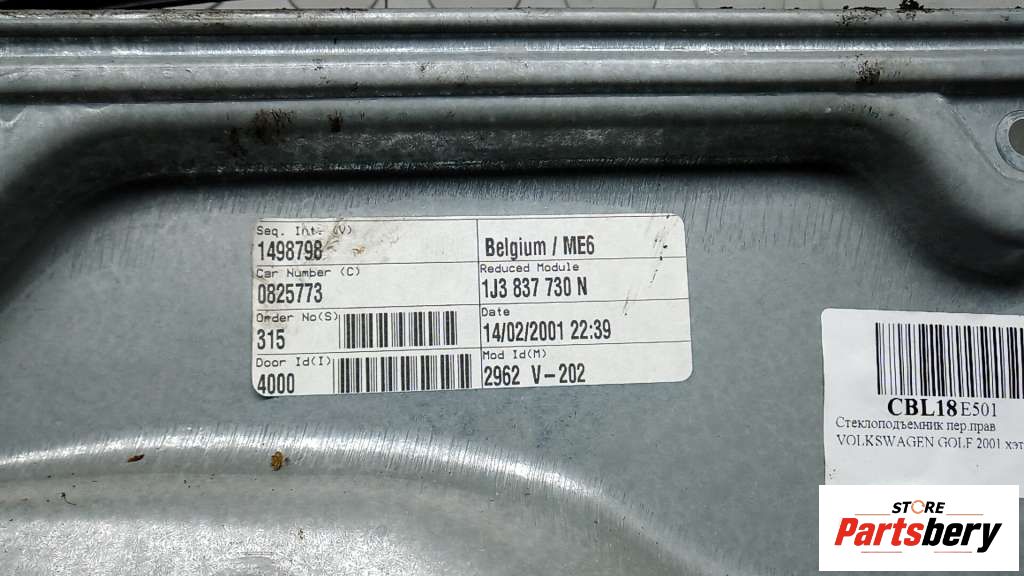 Seq. Int. (V)
1498798
Belgium / ME6
Car Number (C)
0825773
Reduced Module
1J3 837 730 N
Order No(S)
315
Date
14/02/2001 22:39
Door Id(I)
4000
Mod Id(M)
2962 V-202
CBL18E501
Стеклоподъемник пер.прав
VOLKSWAGEN GOLF 2001 хэт
STORE
Partsbery